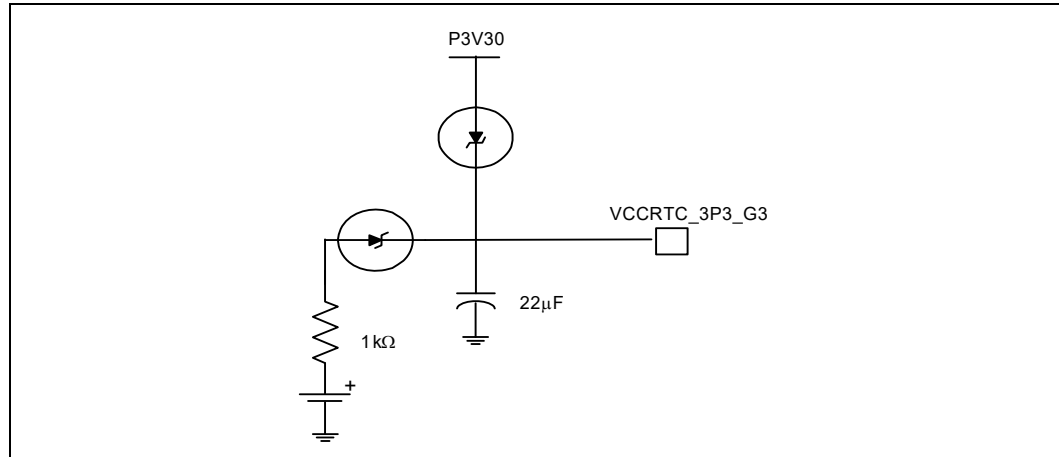 P3V30
VCCRTC_3P3_G3
22μF
1kΩ
+